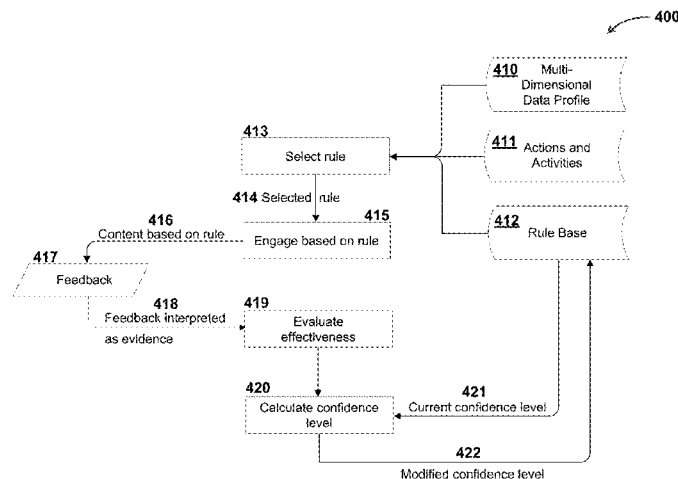 400
410 Multi-
Dimensional
Data Profile
411 Actions and
Activities
412 Rule Base
413
Select rule
414 Selected rule
415
Engage based on rule
416
Content based on rule
417
Feedback
418
Feedback interpreted
as evidence
419
Evaluate
effectiveness
420
Calculate confidence
level
421
Current confidence level
422
Modified confidence level